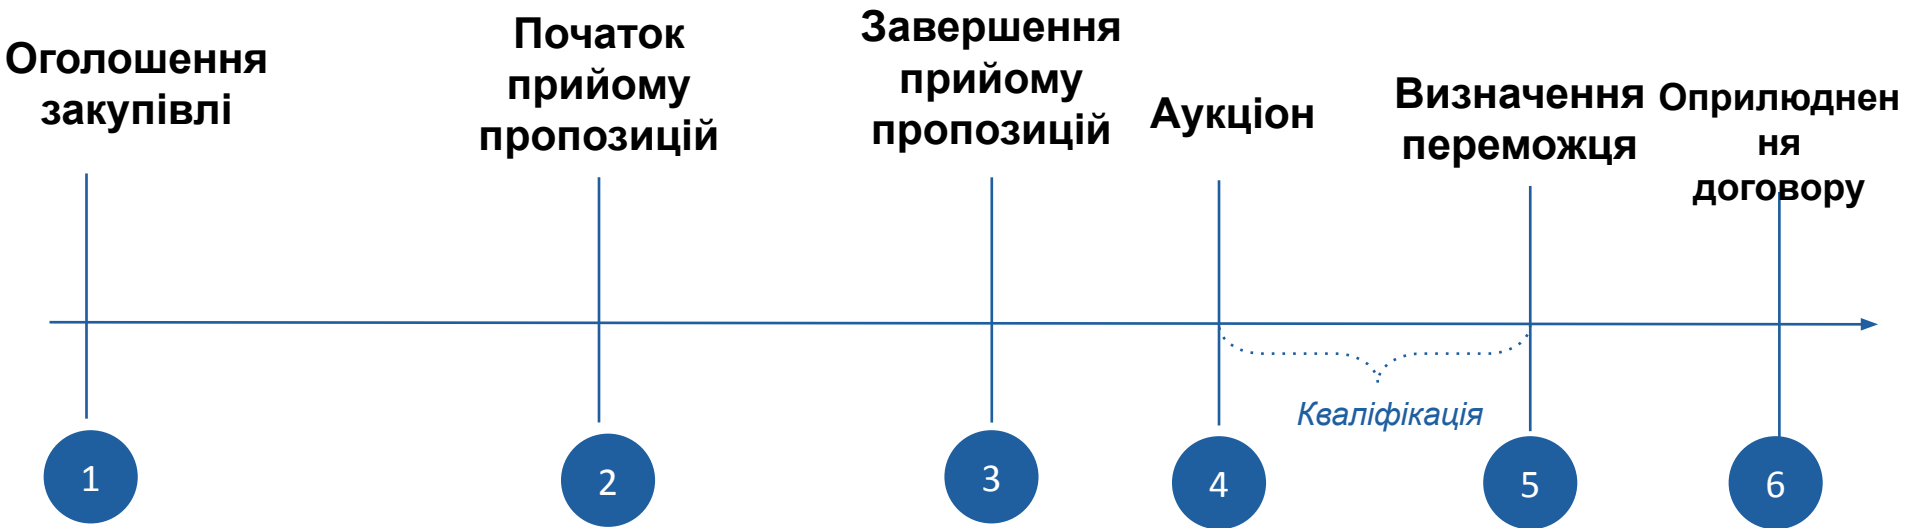 Оголошення
закупівлі
Початок
прийому
пропозицій
Завершення
прийому
пропозицій
Аукціон
Визначення
переможця
Оприлюднен
ня
договору
Кваліфікація
1
2
3
4
5
6